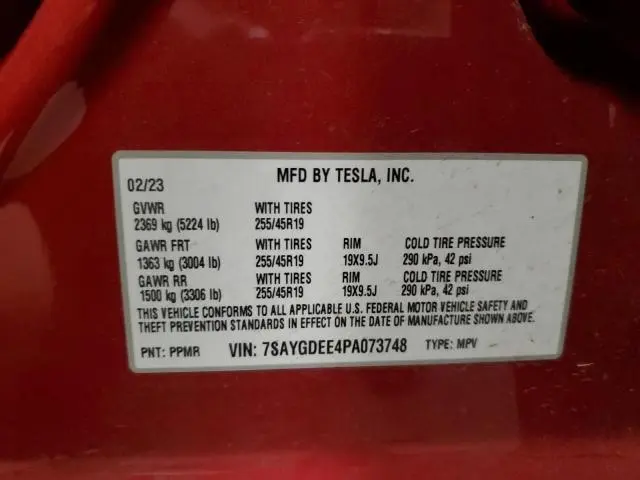 02/23 MFD BY TESLA, INC.
GVWR WITH TIRES
2369 kg (5224 lb) 255/45R19
GAWR FRT WITH TIRES RIM COLD TIRE PRESSURE
1363 kg (3004 lb) 255/45R19 19X9.5J 290 kPa, 42 psi
GAWR RR WITH TIRES RIM COLD TIRE PRESSURE
1500 kg (3306 lb) 255/45R19 19X9.5J 290 kPa, 42 psi
THIS VEHICLE CONFORMS TO ALL APPLICABLE U.S. FEDERAL MOTOR VEHICLE SAFETY AND
THEFT PREVENTION STANDARDS IN EFFECT ON THE DATE OF MANUFACTURE SHOWN ABOVE.
PNT: PPMR VIN: 7SAYGDEE4PA073748 TYPE: MPV